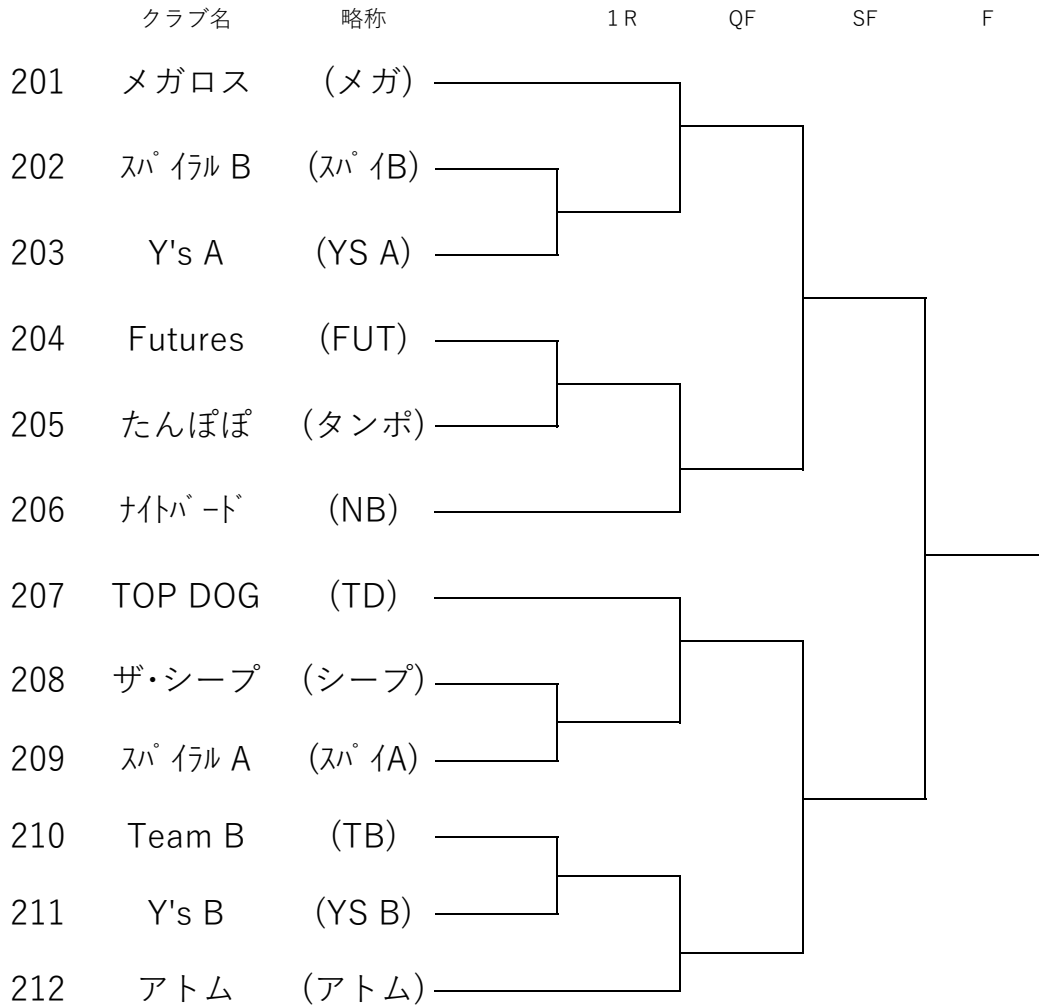 クラブ名 略称 1R QF SF F
201 メガロス (メガ)
202 ｽﾊﾟｲﾗﾙ B (ｽﾊﾟｲB)
203 Y's A (YS A)
204 Futures (FUT)
205 たんぽぽ (タンポ)
206 ﾅｲﾄﾊﾞｰﾄﾞ (NB)
207 TOP DOG (TD)
208 ザ・シープ (シープ)
209 ｽﾊﾟｲﾗﾙ A (ｽﾊﾟｲA)
210 Team B (TB)
211 Y's B (YS B)
212 アトム (アトム)